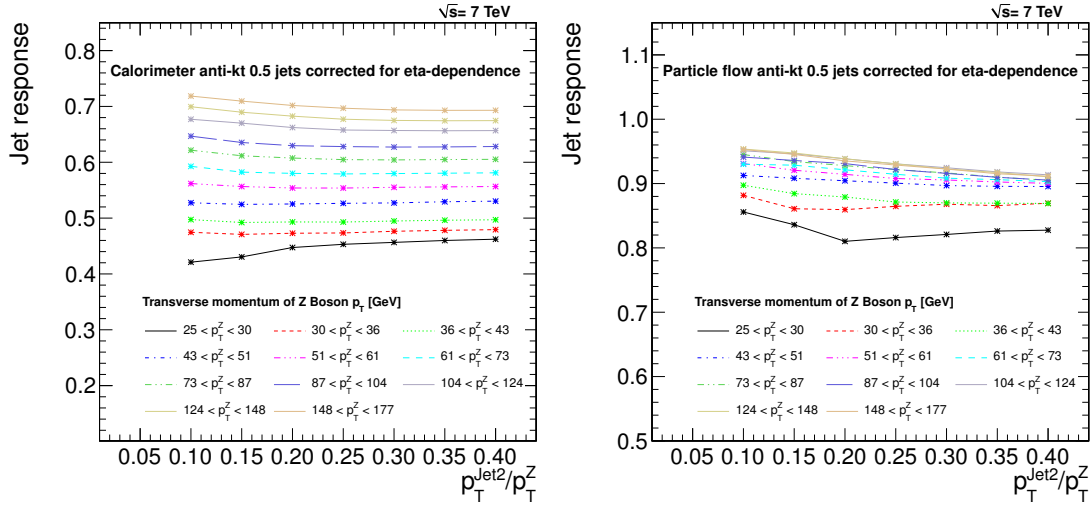 √s= 7 TeV
Calorimeter anti-kt 0.5 jets corrected for eta-dependence
Jet response
0.8
0.7
0.6
0.5
0.4
0.3
0.2
Transverse momentum of Z Boson p_T [GeV]
25 < p_T^Z < 30
30 < p_T^Z < 36
36 < p_T^Z < 43
43 < p_T^Z < 51
51 < p_T^Z < 61
61 < p_T^Z < 73
73 < p_T^Z < 87
87 < p_T^Z < 104
104 < p_T^Z < 124
124 < p_T^Z < 148
148 < p_T^Z < 177
0.05 0.10 0.15 0.20 0.25 0.30 0.35 0.40
p_T^Jet2/p_T^Z
√s= 7 TeV
Particle flow anti-kt 0.5 jets corrected for eta-dependence
Jet response
1.1
1.0
0.9
0.8
0.7
0.6
0.5
Transverse momentum of Z Boson p_T [GeV]
25 < p_T^Z < 30
30 < p_T^Z < 36
36 < p_T^Z < 43
43 < p_T^Z < 51
51 < p_T^Z < 61
61 < p_T^Z < 73
73 < p_T^Z < 87
87 < p_T^Z < 104
104 < p_T^Z < 124
124 < p_T^Z < 148
148 < p_T^Z < 177
0.05 0.10 0.15 0.20 0.25 0.30 0.35 0.40
p_T^Jet2/p_T^Z